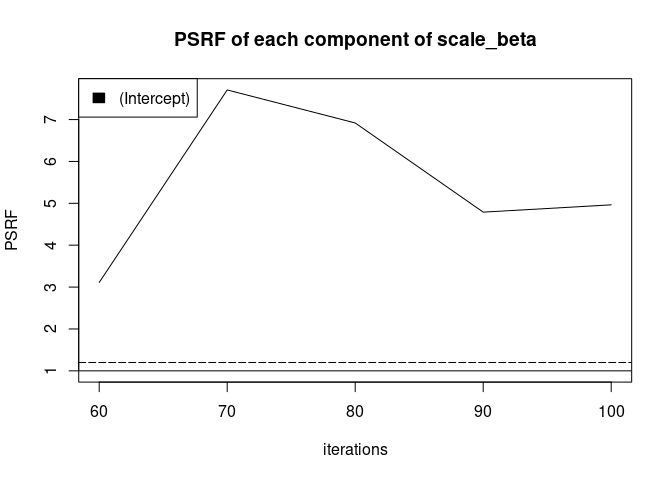 PSRF of each component of scale_beta
(Intercept)
PSRF
7
6
5
4
3
2
1
60 70 80 90 100
iterations